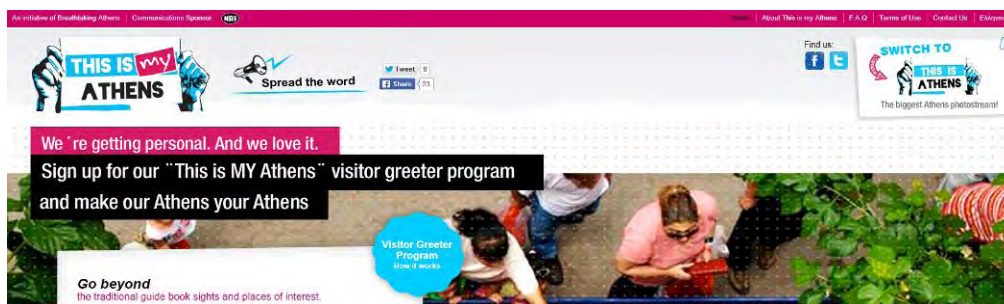 An initiative of Breathtaking Athens | Communications Sponsor:
Home | About This is my Athens | F.A.Q | Terms of Use | Contact Us
THIS IS my
ATHENS
Spread the word
Tweet 0
Share 23
Find us:
SWITCH TO
THIS IS
ATHENS
The biggest Athens photostream!
We´re getting personal. And we love it.
Sign up for our ¨This is MY Athens¨ visitor greeter program
and make our Athens your Athens
Visitor Greeter
Program
How it works
Go beyond
the traditional guide book sights and places of interest.